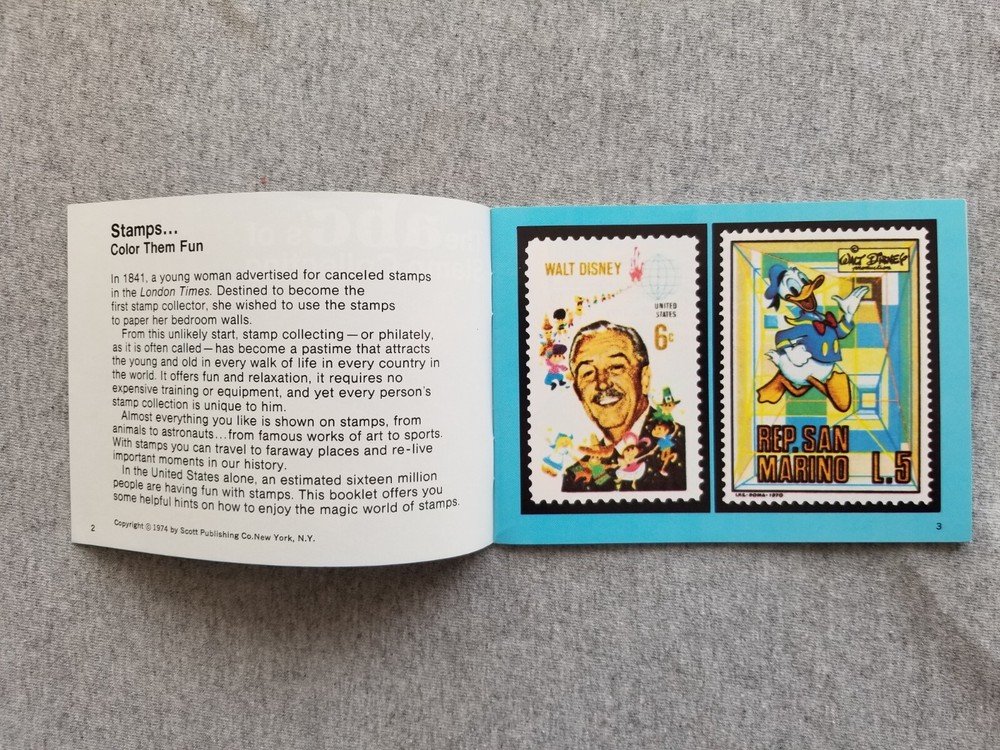 Stamps...
Color Them Fun
In 1841, a young woman advertised for canceled stamps
in the London Times. Destined to become the
first stamp collector, she wished to use the stamps
to paper her bedroom walls.
From this unlikely start, stamp collecting — or philately,
as it is often called — has become a pastime that attracts
the young and old in every walk of life in every country in
the world. It offers fun and relaxation, it requires no
expensive training or equipment, and yet every person's
stamp collection is unique to him.
Almost everything you like is shown on stamps, from
animals to astronauts...from famous works of art to sports.
With stamps you can travel to faraway places and re-live
important moments in our history.
In the United States alone, an estimated sixteen million
people are having fun with stamps. This booklet offers you
some helpful hints on how to enjoy the magic world of stamps.
2
Copyright © 1974 by Scott Publishing Co.New York, N.Y.
WALT DISNEY
UNITED
STATES
6c
©
WALT DISNEY
production
REP. SAN
MARINO L.5
I.P.S.-ROMA-1970
3